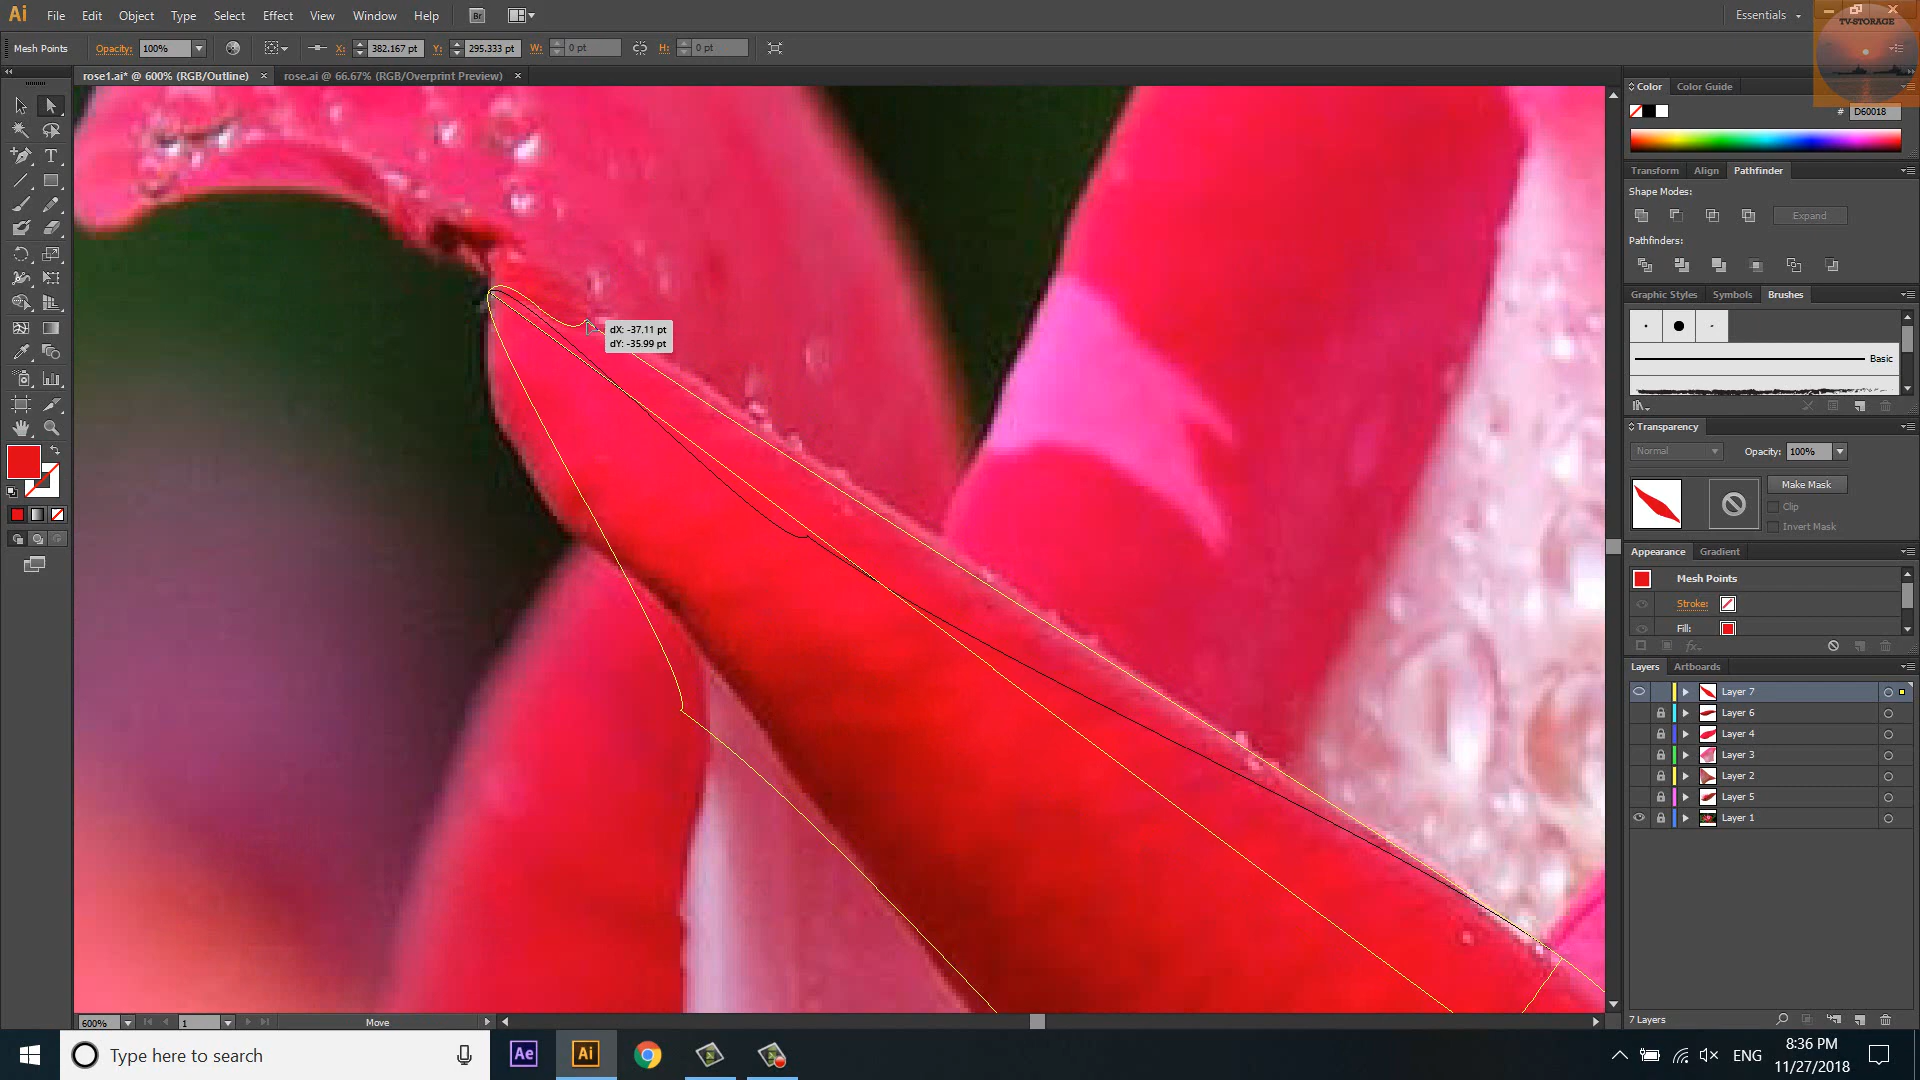 Ai File Edit Object Type Select Effect View Window Help Br Essentials
TV-STORAGE
Mesh Points Opacity: 100% X: 382.167 pt Y: 295.333 pt W: 0 pt H: 0 pt
rose1.ai* @ 600% (RGB/Outline) × rose.ai @ 66.67% (RGB/Overprint Preview) ×
Color Color Guide
# D60018
Transform Align Pathfinder
Shape Modes:
Expand
Pathfinders:
Graphic Styles Symbols Brushes
Basic
Transparency
Normal Opacity: 100%
Make Mask
Clip
Invert Mask
Appearance Gradient
Mesh Points
Stroke:
Fill:
Layers Artboards
Layer 7
Layer 6
Layer 4
Layer 3
Layer 2
Layer 5
Layer 1
7 Layers
dX: -37.11 pt
dY: -35.99 pt
600% 1 Move
Type here to search Ae Ai ENG 8:36 PM
11/27/2018